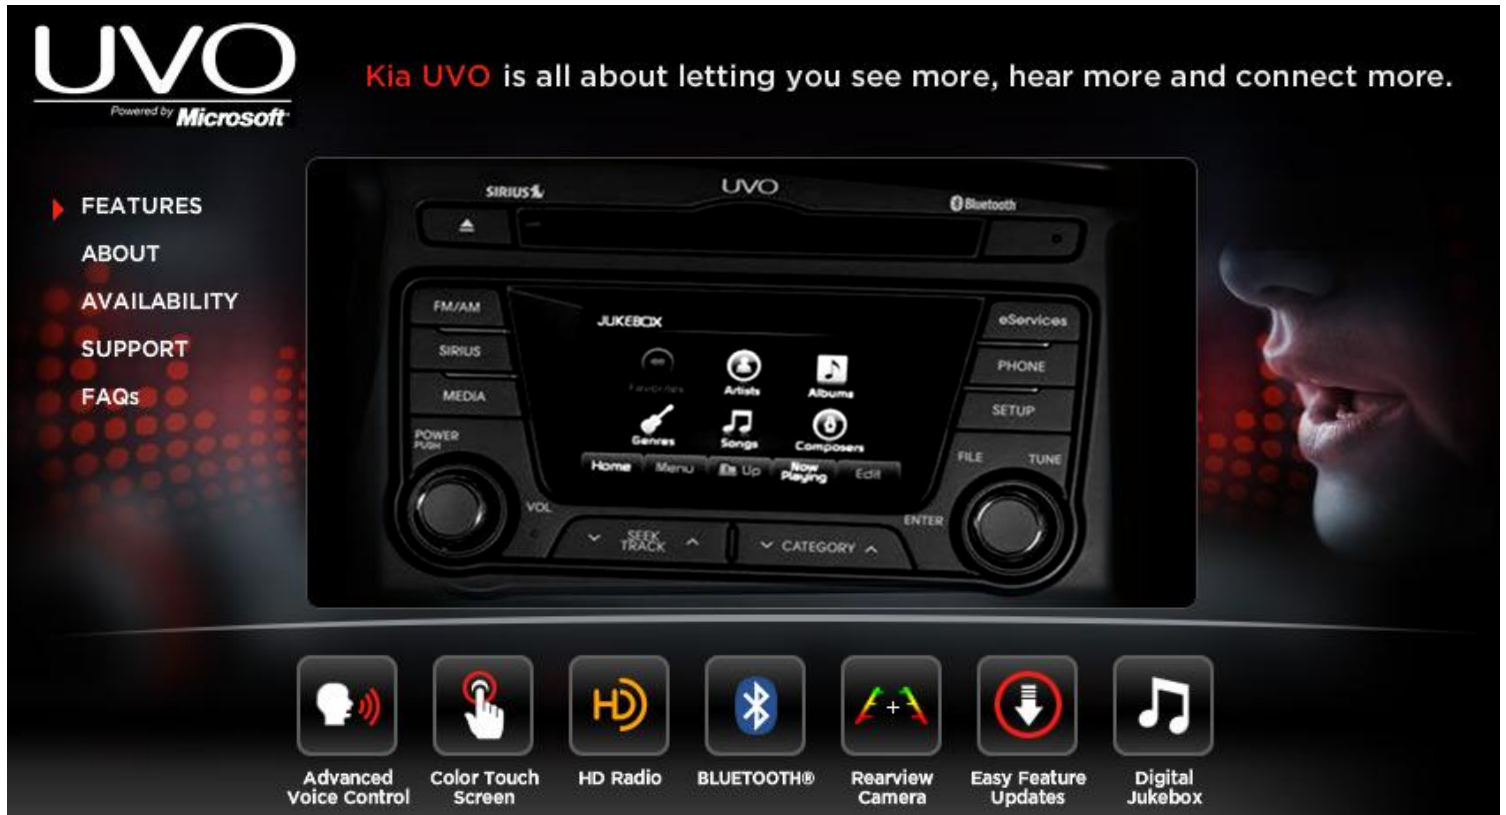 UVO
Powered by Microsoft
Kia UVO is all about letting you see more, hear more and connect more.
FEATURES
ABOUT
AVAILABILITY
SUPPORT
FAQs
SIRIUS
UVO
Bluetooth
FM/AM
SIRIUS
MEDIA
POWER
PUSH
VOL
JUKEBOX
Favorites
Artists
Albums
Genres
Songs
Composers
Home
Menu
Up
Now
Playing
Edit
eServices
PHONE
SETUP
FILE
TUNE
ENTER
SEEK
TRACK
CATEGORY
HD
Advanced
Voice Control
Color Touch
Screen
HD Radio
BLUETOOTH®
Rearview
Camera
Easy Feature
Updates
Digital
Jukebox